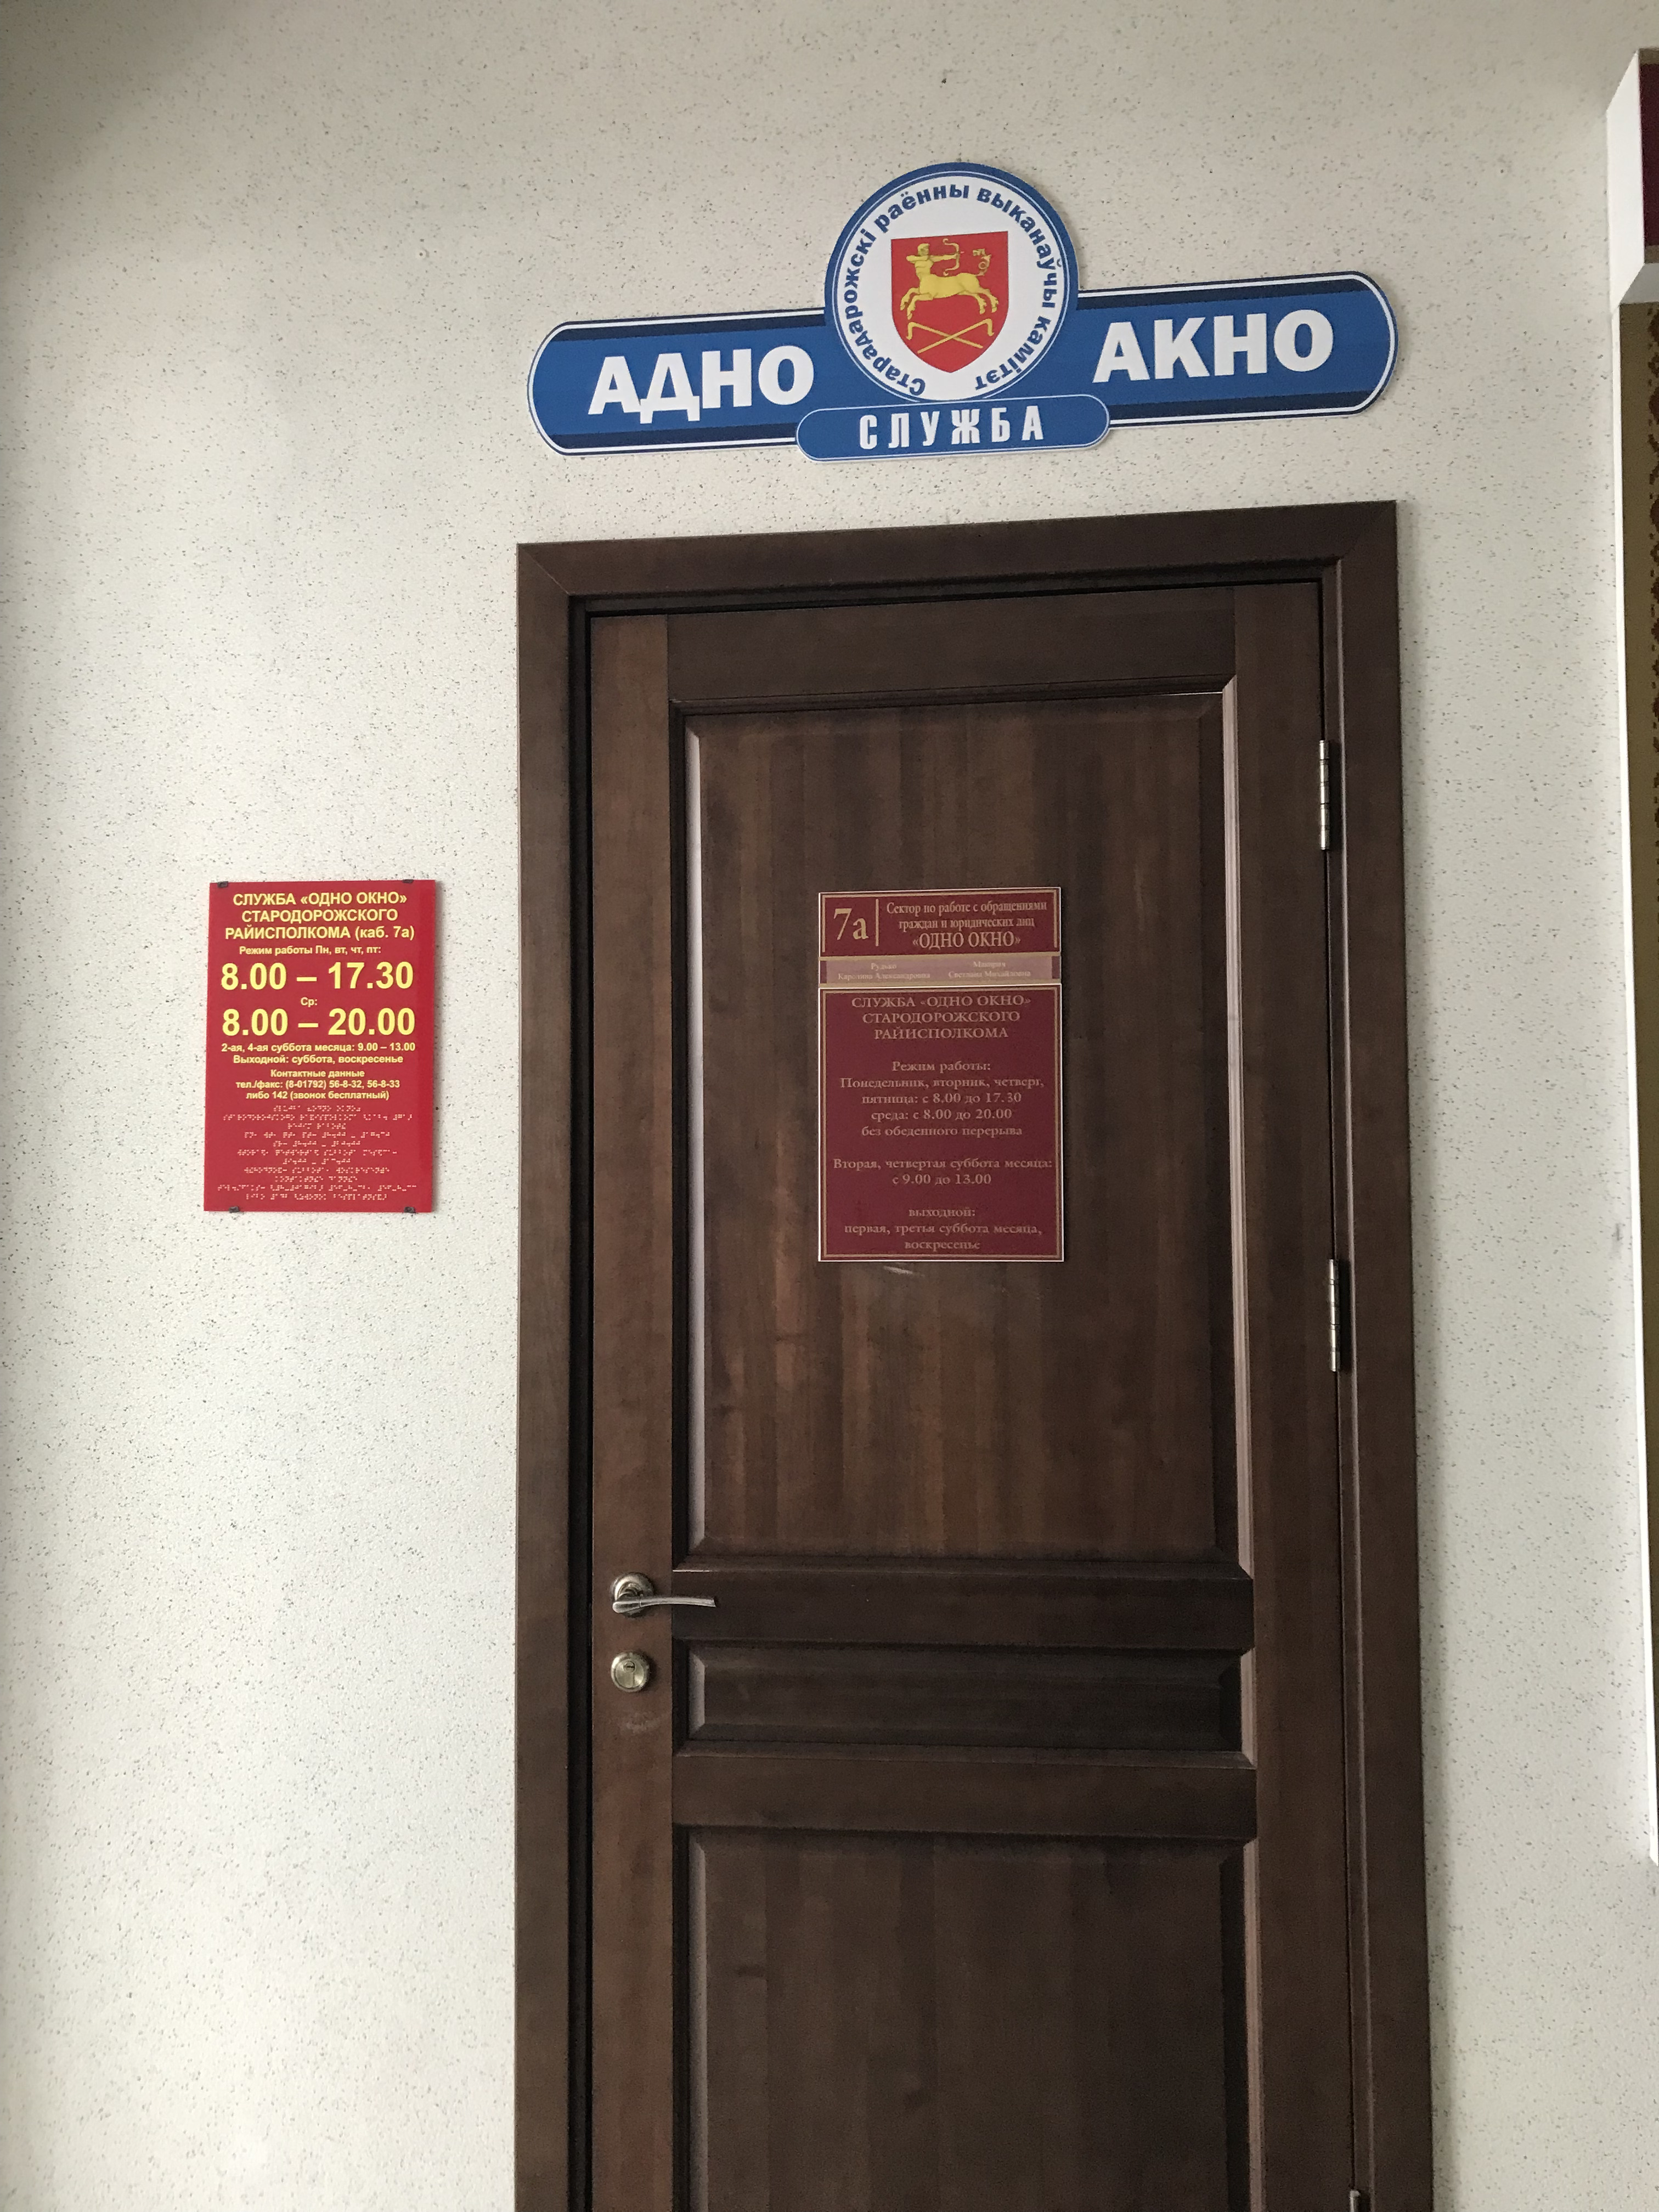 Старадарожскі раённы выканаўчы камітэт
АДНО АКНО
СЛУЖБА
СЛУЖБА «ОДНО ОКНО»
СТАРОДОРОЖСКОГО
РАЙИСПОЛКОМА (каб. 7а)
Режим работы Пн, вт, чт, пт:
8.00 – 17.30
Ср:
8.00 – 20.00
2-ая, 4-ая суббота месяца: 9.00 – 13.00
Выходной: суббота, воскресенье
Контактные данные
тел./факс: (8-01792) 56-8-32, 56-8-33
либо 142 (звонок бесплатный)
7а
Сектор по работе с обращениями
граждан и юридических лиц
«ОДНО ОКНО»
Рудько
Каролина Александровна
Светлана Михайловна
СЛУЖБА «ОДНО ОКНО»
СТАРОДОРОЖСКОГО
РАЙИСПОЛКОМА
Режим работы:
Понедельник, вторник, четверг,
пятница: с 8.00 до 17.30
среда: с 8.00 до 20.00
без обеденного перерыва
Вторая, четвертая суббота месяца:
с 9.00 до 13.00
выходной:
первая, третья суббота месяца,
воскресенье